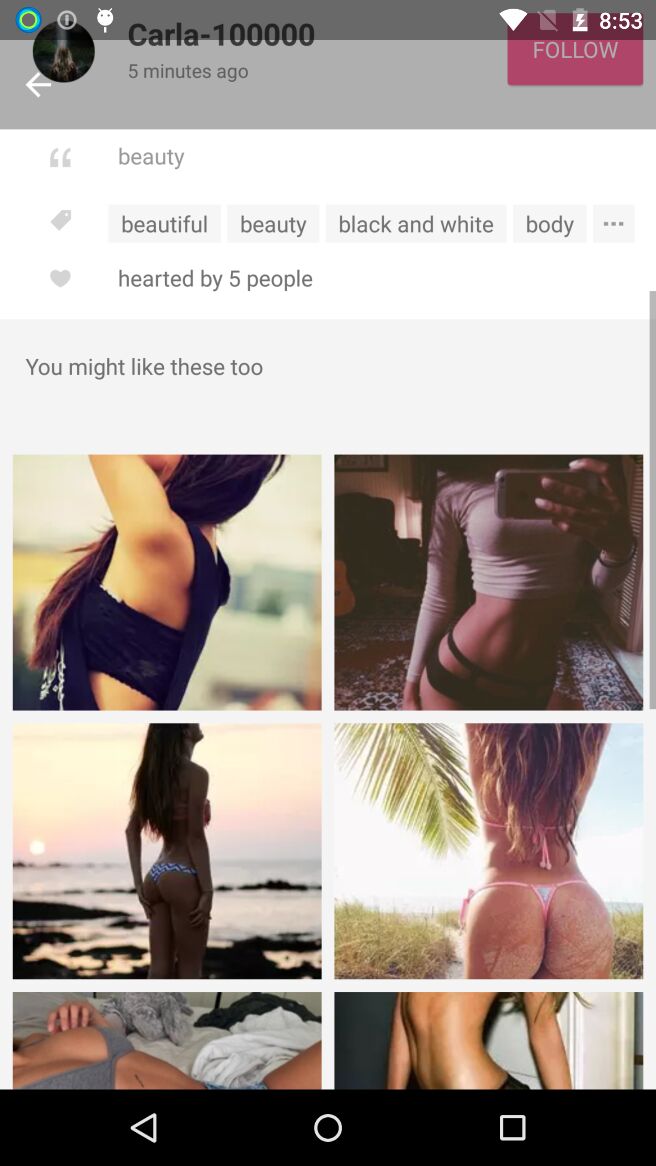 8:53
Carla-100000
FOLLOW
5 minutes ago
beauty
beautiful beauty black and white body
hearted by 5 people
You might like these too